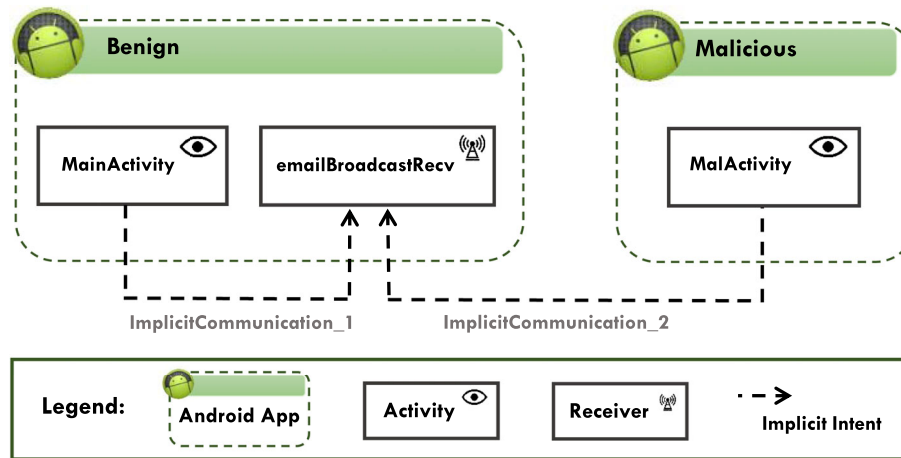 Benign
Malicious
MainActivity
emailBroadcastRecv
MalActivity
ImplicitCommunication_1
ImplicitCommunication_2
Legend:
Android App
Activity
Receiver
Implicit Intent